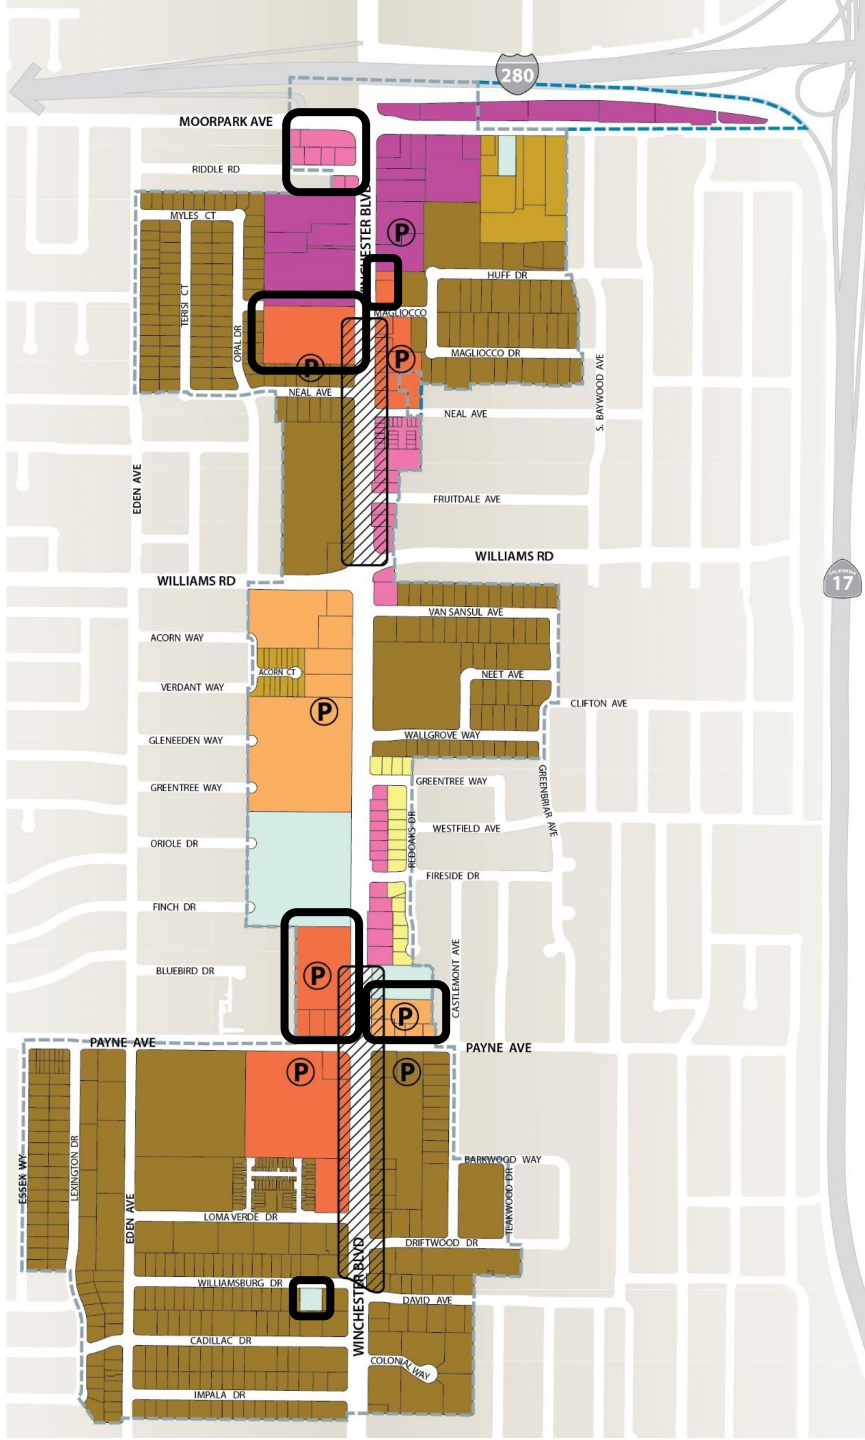 280
MOORPARK AVE
RIDDLE RD
WINCHESTER BLVD
MYLES CT
HUFF DR
TERISI CT
MAGLIOCCO
P
OPAL DR
P
MAGLIOCCO DR
P
S. BAYWOOD AVE
NEAL AVE
NEAL AVE
EDEN AVE
FRUITDALE AVE
WILLIAMS RD
WILLIAMS RD
CALIFORNIA
17
VAN SANSUL AVE
ACORN WAY
ACORN CT
NEET AVE
VERDANT WAY
CLIFTON AVE
P
GLENEEDEN WAY
WALLGROVE WAY
GREENTREE WAY
GREENTREE WAY
GREENBRIAR AVE
WESTFIELD AVE
REDOAKS DR
ORIOLE DR
FIRESIDE DR
FINCH DR
BLUEBIRD DR
P
CASTLEMONT AVE
P
PAYNE AVE
PAYNE AVE
P
P
ESSEX WY
LEXINGTON DR
EDEN AVE
BARKWOOD WAY
TEAKWOOD DR
LOMA VERDE DR
DRIFTWOOD DR
WILLIAMSBURG DR
WINCHESTER BLVD
DAVID AVE
CADILLAC DR
COLONIAL WAY
IMPALA DR